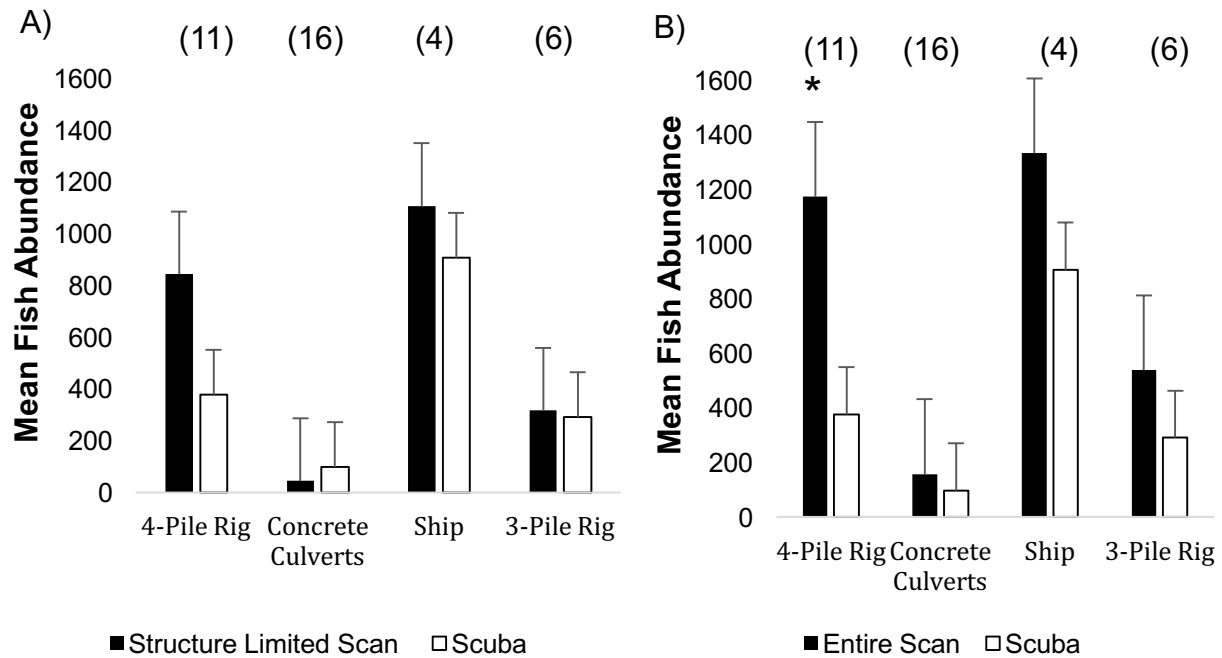 A)
(11) (16) (4) (6)
Mean Fish Abundance
1600
1400
1200
1000
800
600
400
200
0
4-Pile Rig Concrete Culverts Ship 3-Pile Rig
■ Structure Limited Scan □ Scuba
B)
(11) (16) (4) (6)
*
Mean Fish Abundance
1600
1400
1200
1000
800
600
400
200
0
4-Pile Rig Concrete Culverts Ship 3-Pile Rig
■ Entire Scan □ Scuba